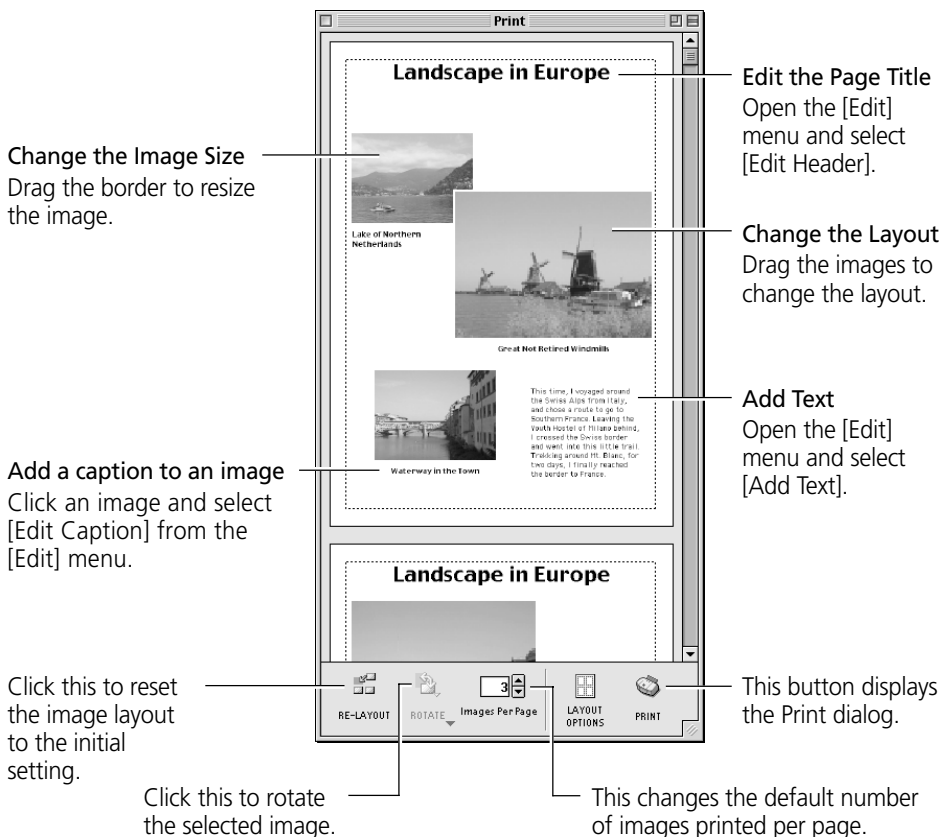 Print
Landscape in Europe
Edit the Page Title
Open the [Edit]
menu and select
[Edit Header].
Change the Image Size
Drag the border to resize
the image.
Lake of Northern
Netherlands
Change the Layout
Drag the images to
change the layout.
Great Not Retired Windmills
This time, I voyaged around
the Swiss Alps from Italy,
and chose a route to go to
Southern France. Leaving the
Youth Hostel of Milano behind,
I crossed the Swiss border
and went into this little trail.
Trekking around Mt. Blanc, for
two days, I finally reached
the border to France.
Add Text
Open the [Edit]
menu and select
[Add Text].
Waterway in the Town
Add a caption to an image
Click an image and select
[Edit Caption] from the
[Edit] menu.
Landscape in Europe
Click this to reset
the image layout
to the initial
setting.
RE-LAYOUT
ROTATE
3
Images Per Page
LAYOUT
OPTIONS
PRINT
This button displays
the Print dialog.
Click this to rotate
the selected image.
This changes the default number
of images printed per page.